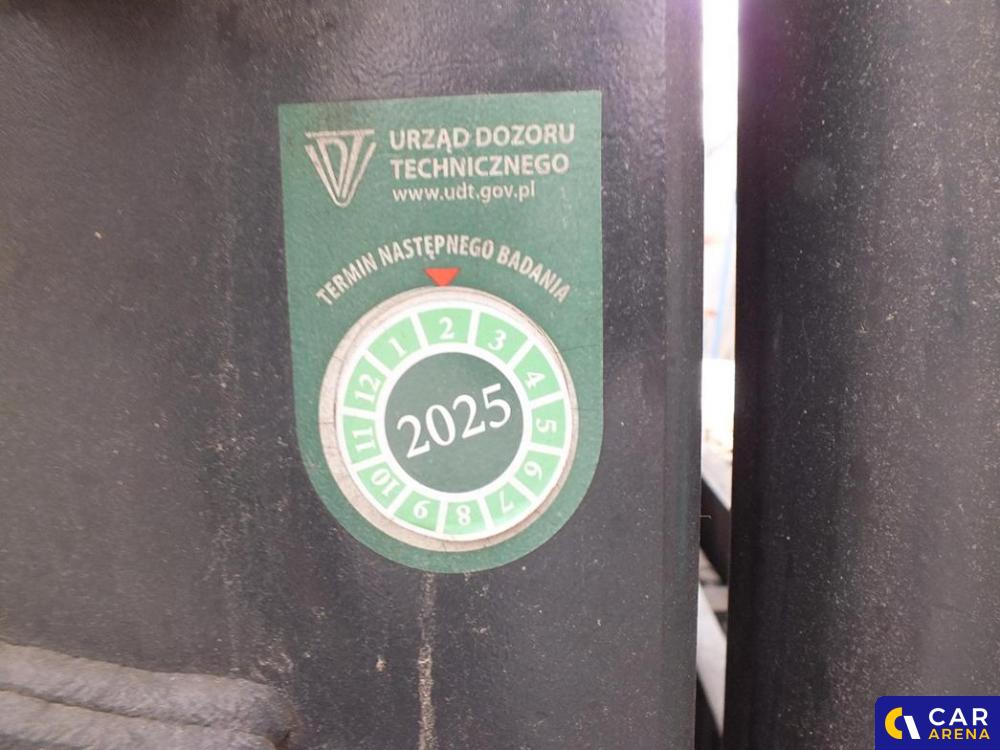 UDT
URZĄD DOZORU
TECHNICZNEGO
www.udt.gov.pl
TERMIN NASTĘPNEGO BADANIA
1 2 3 4 5 6 7 8 9 10 11 12
2025
CAR
ARENA